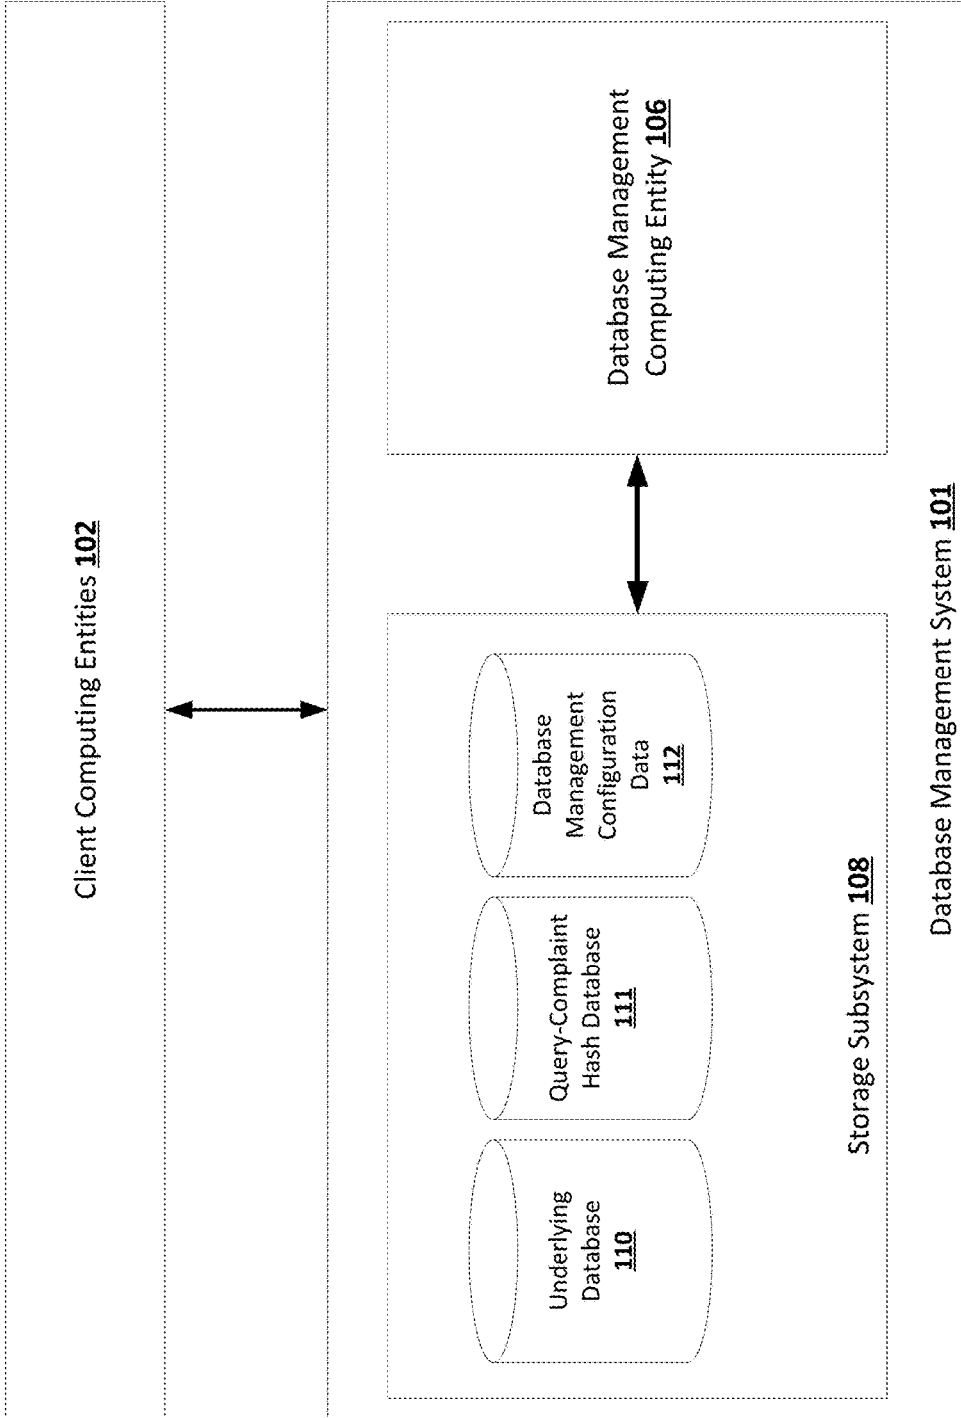 Client Computing Entities 102
Underlying
Database
110
Query-Complaint
Hash Database
111
Database
Management
Configuration
Data
112
Storage Subsystem 108
Database Management
Computing Entity 106
Database Management System 101